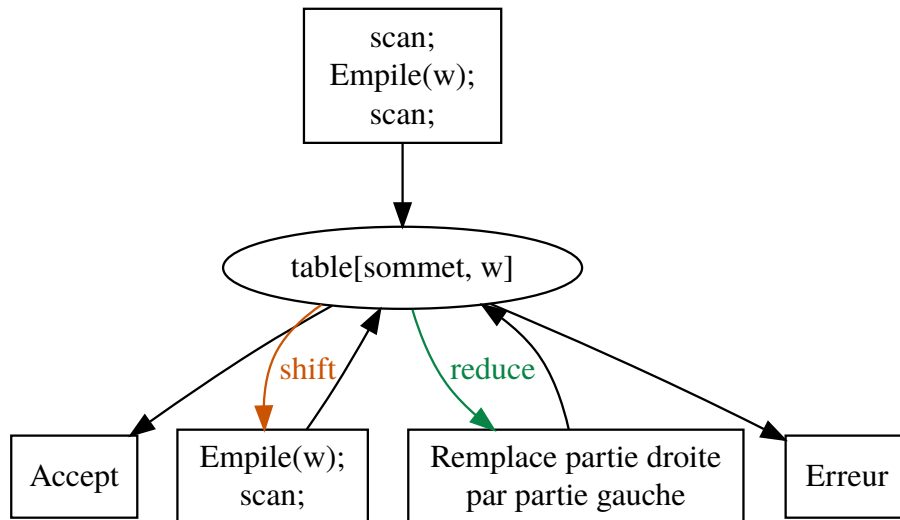 scan;
Empile(w);
scan;
table[sommet, w]
shift
reduce
Accept
Empile(w);
scan;
Remplace partie droite
par partie gauche
Erreur